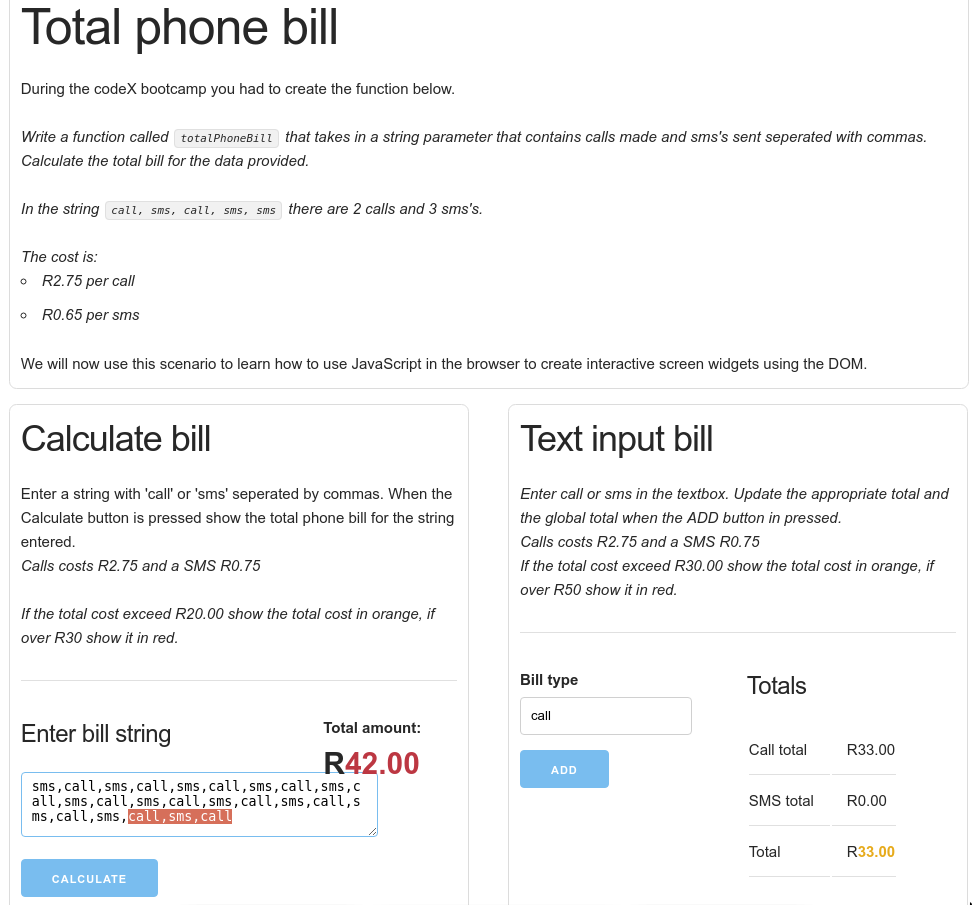 Total phone bill
During the codeX bootcamp you had to create the function below.
Write a function called totalPhoneBill that takes in a string parameter that contains calls made and sms's sent seperated with commas.
Calculate the total bill for the data provided.
In the string call, sms, call, sms, sms there are 2 calls and 3 sms's.
The cost is:
R2.75 per call
R0.65 per sms
We will now use this scenario to learn how to use JavaScript in the browser to create interactive screen widgets using the DOM.
Calculate bill
Enter a string with 'call' or 'sms' seperated by commas. When the
Calculate button is pressed show the total phone bill for the string
entered.
Calls costs R2.75 and a SMS R0.75
If the total cost exceed R20.00 show the total cost in orange, if
over R30 show it in red.
Enter bill string
Total amount:
R42.00
sms,call,sms,call,sms,call,sms,call,sms,c
all,sms,call,sms,call,sms,call,sms,call,s
ms,call,sms,call,sms,call
CALCULATE
Text input bill
Enter call or sms in the textbox. Update the appropriate total and
the global total when the ADD button in pressed.
Calls costs R2.75 and a SMS R0.75
If the total cost exceed R30.00 show the total cost in orange, if
over R50 show it in red.
Bill type
call
ADD
Totals
Call total R33.00
SMS total R0.00
Total R33.00